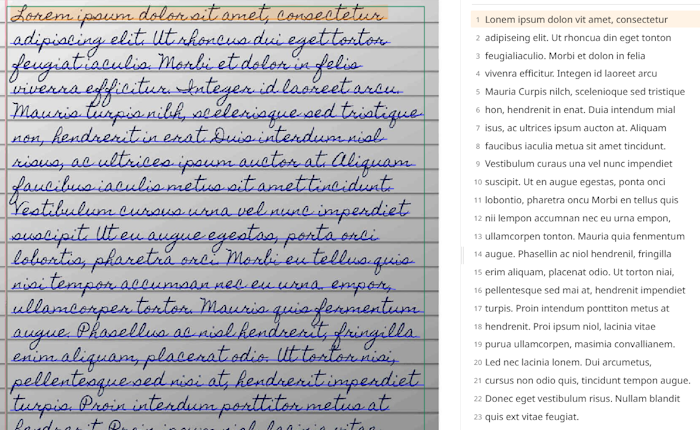 Lorem ipsum dolor sit amet, consectetur
adipiscing elit. Ut rhoncus dui eget tortor
feugiat iaculis. Morbi et dolor in felis
viverra efficitur. Integer id laoreet arcu.
Mauris turpis nibh, scelerisque sed tristique
non, hendrerit in erat. Duis interdum nisl
risus, ac ultrices ipsum auctor at. Aliquam
faucibus iaculis metus sit amet tincidunt.
Vestibulum cursus urna vel nunc imperdiet
suscipit. Ut eu augue egestas, porta orci
lobortis, pharetra orci. Morbi eu tellus quis
nisi tempor accumsan nec eu urna. empor,
ullamcorper tortor. Mauris quis fermentum
augue. Phasellus ac nisl hendrerit, fringilla
enim aliquam, placerat odio. Ut tortor nisi,
pellentesque sed nisi at, hendrerit imperdiet
turpis. Proin interdum porttitor metus at
1 Lorem ipsum dolon vit amet, consectetur
2 adipiseing elit. Ut rhoncua din eget tonton
3 feugialiaculio. Morbi et dolon in felia
4 vivenra efficitur. Integen id laoreet arcu
5 Mauria Curpis nilch, scelenioque sed tristique
6 hon, hendrenit in enat. Duia intendum mial
7 isus, ac ultrices ipsum aucton at. Aliquam
8 faucibus iaculia metua sit amet tincidunt.
9 Vestibulum curaus una vel nunc impendiet
10 suscipit. Ut en augue egestas, ponta onci
11 lobontio, pharetra oncu Morbi en tellus quis
12 nii lempon accumnan nec eu urna empon,
13 ullamconpen tonton. Mauria quia fenmentum
14 augue. Phasellin ac niol hendrenil, fringilla
15 erim aliquam, placenat odio. Ut tonton niai,
16 pellentesque sed mai at, hendrenit impendiet
17 turpis. Proin intendum ponttiton metus at
18 hendrenit. Proi ipsum niol, lacinia vitae
19 purua ullamconpen, masimia convallianem.
20 Led nec lacinia lonem. Dui arcumetus,
21 cursus non odio quis, tincidunt tempon augue.
22 Donec eget vestibulum risus. Nullam blandit
23 quis ext vitae feugiat.